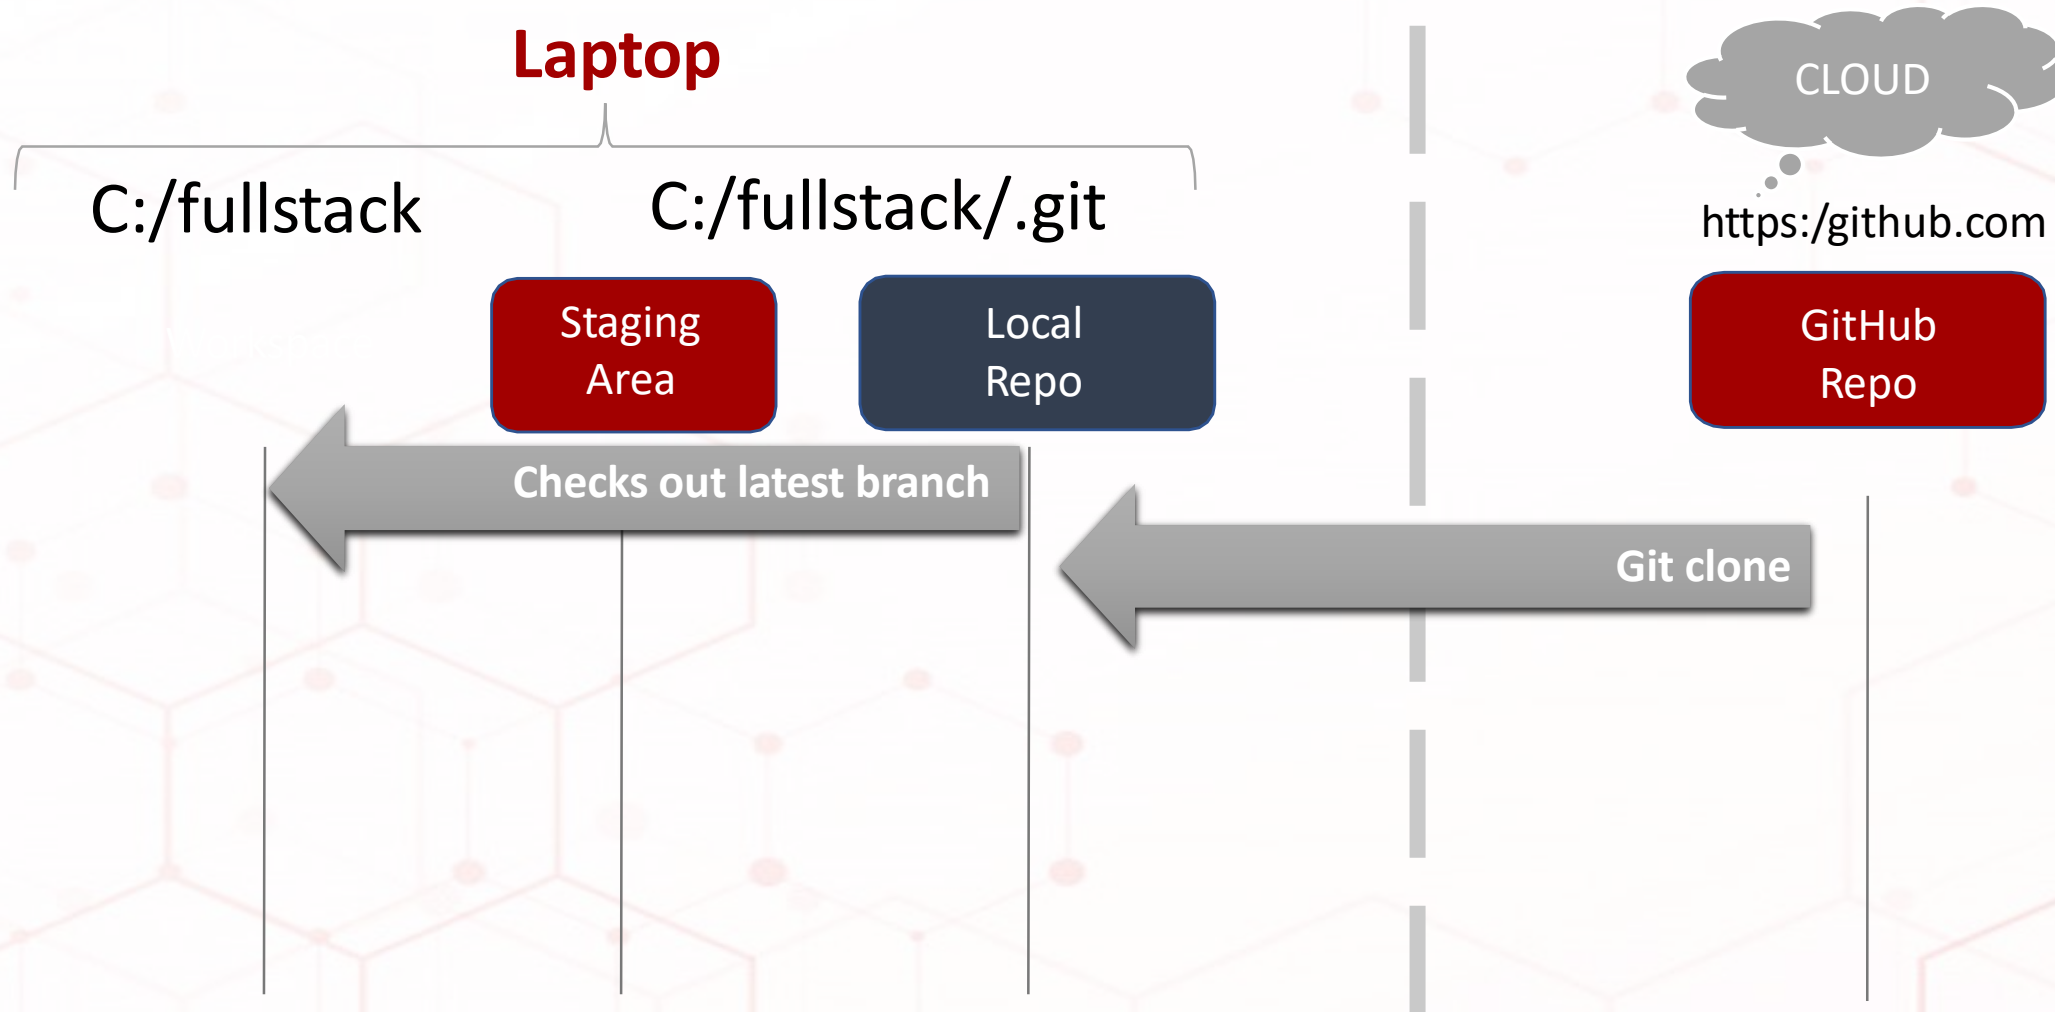 Laptop
CLOUD
C:/fullstack
C:/fullstack/.git
https:/github.com
Staging
Area
Local
Repo
GitHub
Repo
Checks out latest branch
Git clone